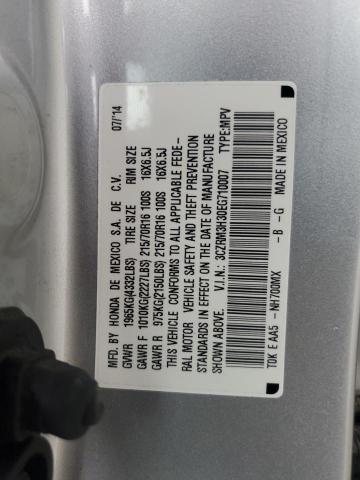 MFD. BY HONDA DE MEXICO S.A. DE C.V. 07/'14
GVWR 1965KG(4332LBS) TIRE SIZE RIM SIZE
GAWR F 1010KG(2227LBS) 215/70R16 100S 16X6.5J
GAWR R 975KG(2150LBS) 215/70R16 100S 16X6.5J
THIS VEHICLE CONFORMS TO ALL APPLICABLE FEDE-
RAL MOTOR VEHICLE SAFETY AND THEFT PREVENTION
STANDARDS IN EFFECT ON THE DATE OF MANUFACTURE
SHOWN ABOVE. V.I.N.: 3CZRM3H30EG710007 TYPE:MPV
T0K E AA5 -NH700MX -B -G MADE IN MEXICO